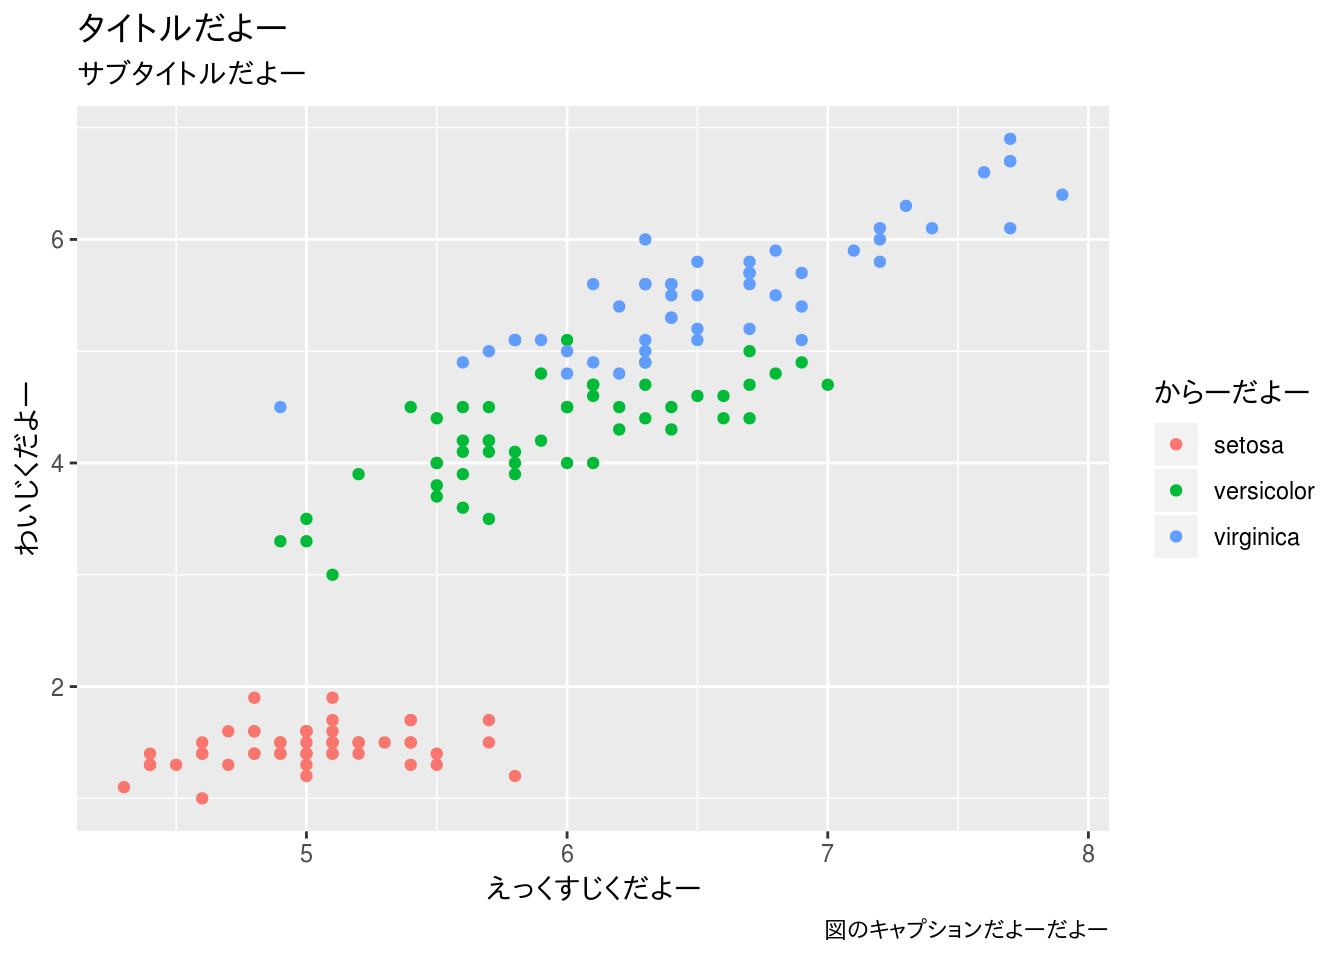 タイトルだよー
サブタイトルだよー
わいじくだよー
6
4
2
5 6 7 8
えっくすじくだよー
からーだよー
setosa
versicolor
virginica
図のキャプションだよーだよー